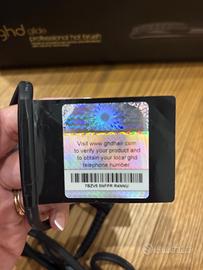 ghd glide
professional hot brush
Visit www.ghdhair.com
to verify your product and
to obtain your local ghd
telephone number